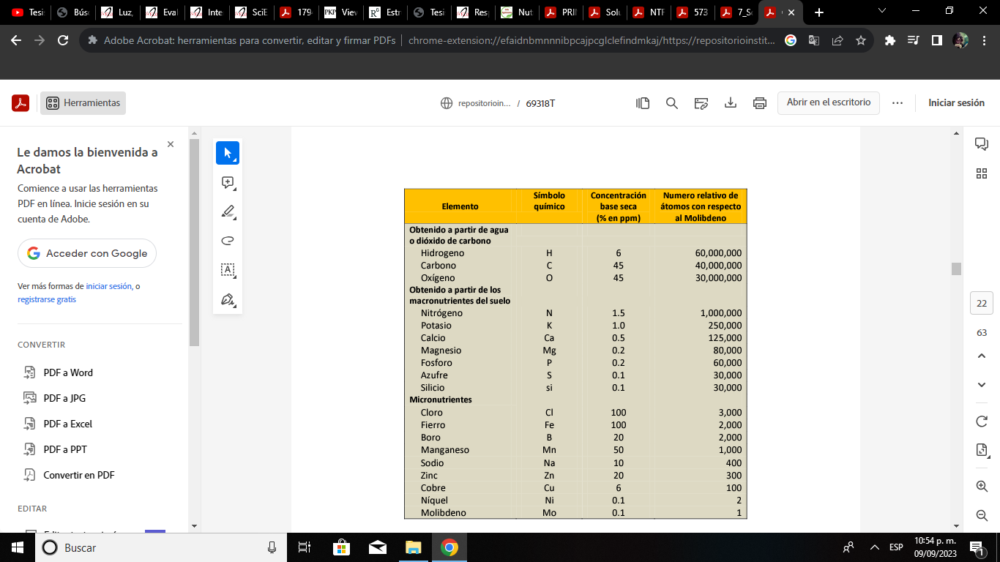 Tesi
Bús
Luz,
Eval
Inte
SciE
179
PKP
View
Estr
Tesi
Res
Nut
PRI
Solu
NTF
573
7_S
Adobe Acrobat: herramientas para convertir, editar y firmar PDFs
chrome-extension://efaidnbmnnnibpcajpcglclefindmkaj/https://repositorioinstit...
Herramientas
repositorioin... / 69318T
Abrir en el escritorio
Iniciar sesión
Le damos la bienvenida a
Acrobat
Comience a usar las herramientas
PDF en línea. Inicie sesión en su
cuenta de Adobe.
Acceder con Google
Ver más formas de iniciar sesión, o
registrarse gratis
CONVERTIR
PDF a Word
PDF a JPG
PDF a Excel
PDF a PPT
Convertir en PDF
EDITAR
Elemento
Símbolo
químico
Concentración
base seca
(% en ppm)
Numero relativo de
átomos con respecto
al Molibdeno
Obtenido a partir de agua
o dióxido de carbono
Hidrogeno H 6 60,000,000
Carbono C 45 40,000,000
Oxígeno O 45 30,000,000
Obtenido a partir de los
macronutrientes del suelo
Nitrógeno N 1.5 1,000,000
Potasio K 1.0 250,000
Calcio Ca 0.5 125,000
Magnesio Mg 0.2 80,000
Fosforo P 0.2 60,000
Azufre S 0.1 30,000
Silicio si 0.1 30,000
Micronutrientes
Cloro Cl 100 3,000
Fierro Fe 100 2,000
Boro B 20 2,000
Manganeso Mn 50 1,000
Sodio Na 10 400
Zinc Zn 20 300
Cobre Cu 6 100
Níquel Ni 0.1 2
Molibdeno Mo 0.1 1
22
63
Buscar
ESP
10:54 p. m.
09/09/2023
1